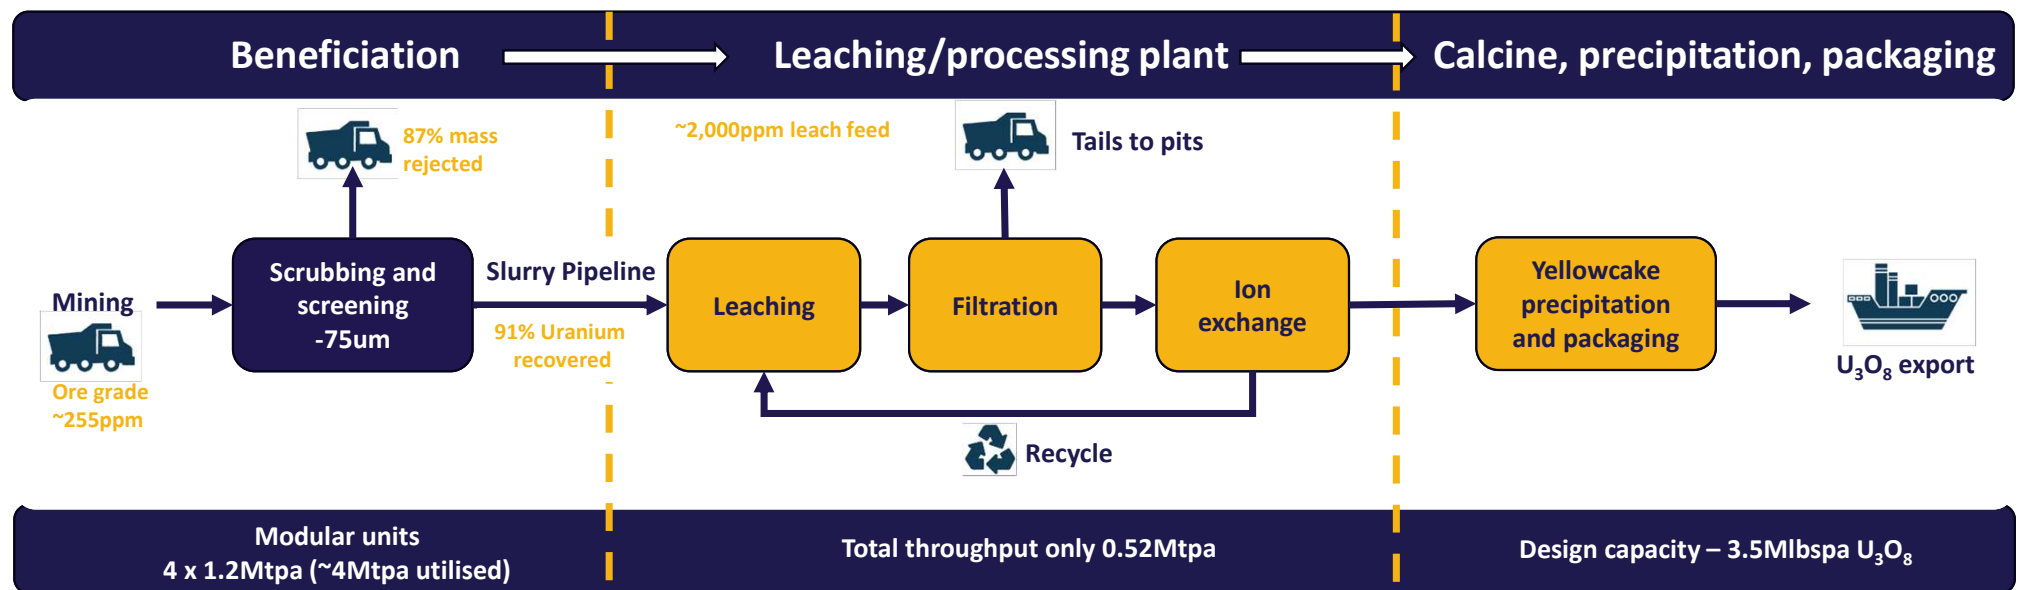 Beneficiation
Leaching/processing plant
Calcine, precipitation, packaging
87% mass
rejected
~2,000ppm leach feed
Tails to pits
Mining
Ore grade
~255ppm
Scrubbing and
screening
-75um
Slurry Pipeline
91% Uranium
recovered
Leaching
Filtration
Ion
exchange
Yellowcake
precipitation
and packaging
U₃O₈ export
Recycle
Modular units
4 x 1.2Mtpa (~4Mtpa utilised)
Total throughput only 0.52Mtpa
Design capacity – 3.5Mlbspa U₃O₈